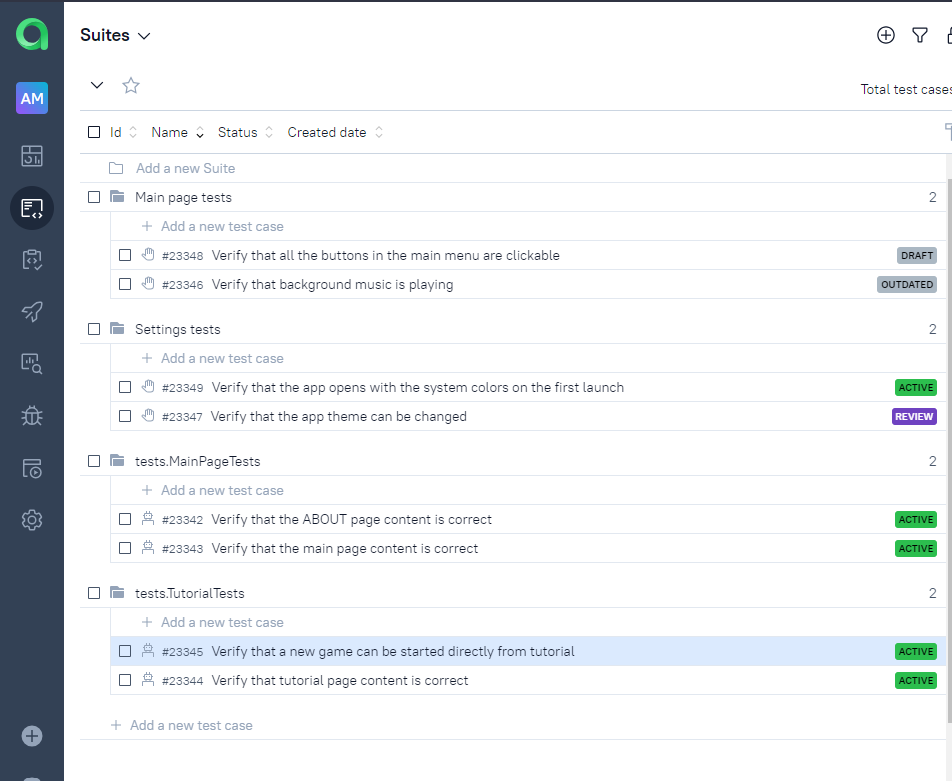 Suites
AM
Total test cases
Id Name Status Created date
Add a new Suite
Main page tests 2
Add a new test case
#23348 Verify that all the buttons in the main menu are clickable DRAFT
#23346 Verify that background music is playing OUTDATED
Settings tests 2
Add a new test case
#23349 Verify that the app opens with the system colors on the first launch ACTIVE
#23347 Verify that the app theme can be changed REVIEW
tests.MainPageTests 2
Add a new test case
#23342 Verify that the ABOUT page content is correct ACTIVE
#23343 Verify that the main page content is correct ACTIVE
tests.TutorialTests 2
Add a new test case
#23345 Verify that a new game can be started directly from tutorial ACTIVE
#23344 Verify that tutorial page content is correct ACTIVE
Add a new test case